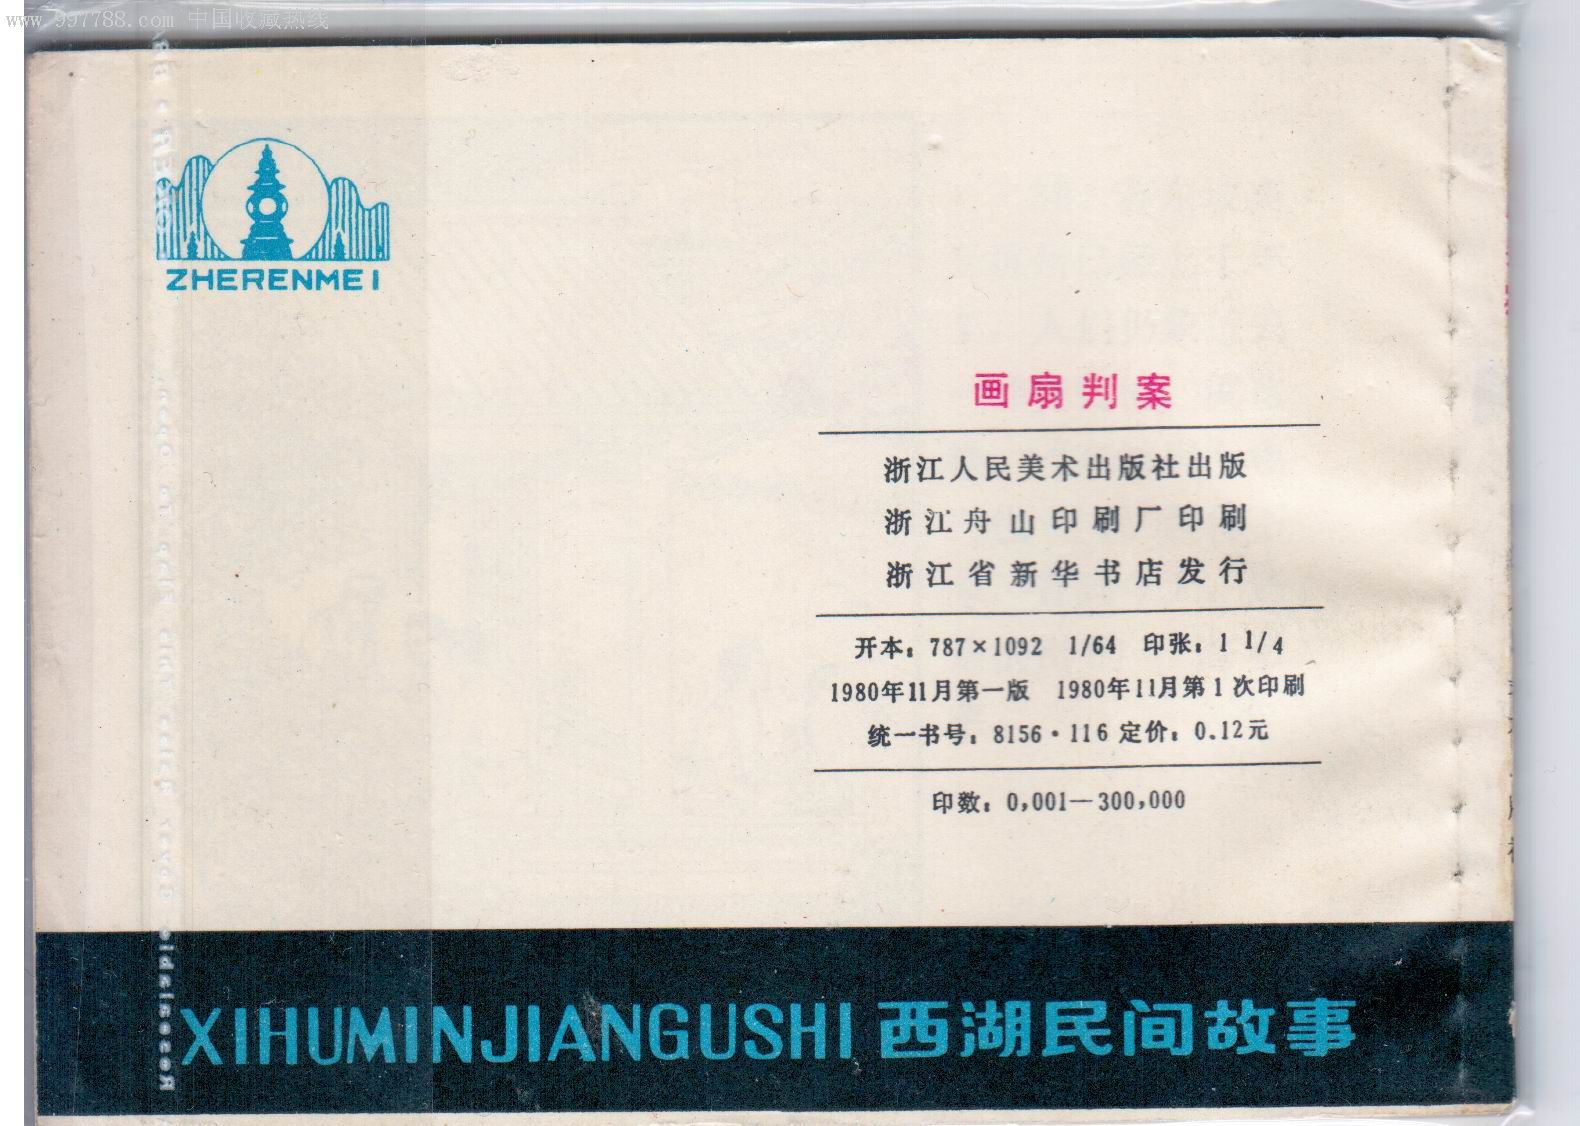 www.997788.com 中国收藏热线
ZHERENMEI
画扇判案
浙江人民美术出版社出版
浙江舟山印刷厂印刷
浙江省新华书店发行
开本：787×1092 1/64 印张：1 1/4
1980年11月第一版 1980年11月第1次印刷
统一书号：8156·116 定价：0.12元
印数：0,001—300,000
XIHUMINJIANGUSHI 西湖民间故事